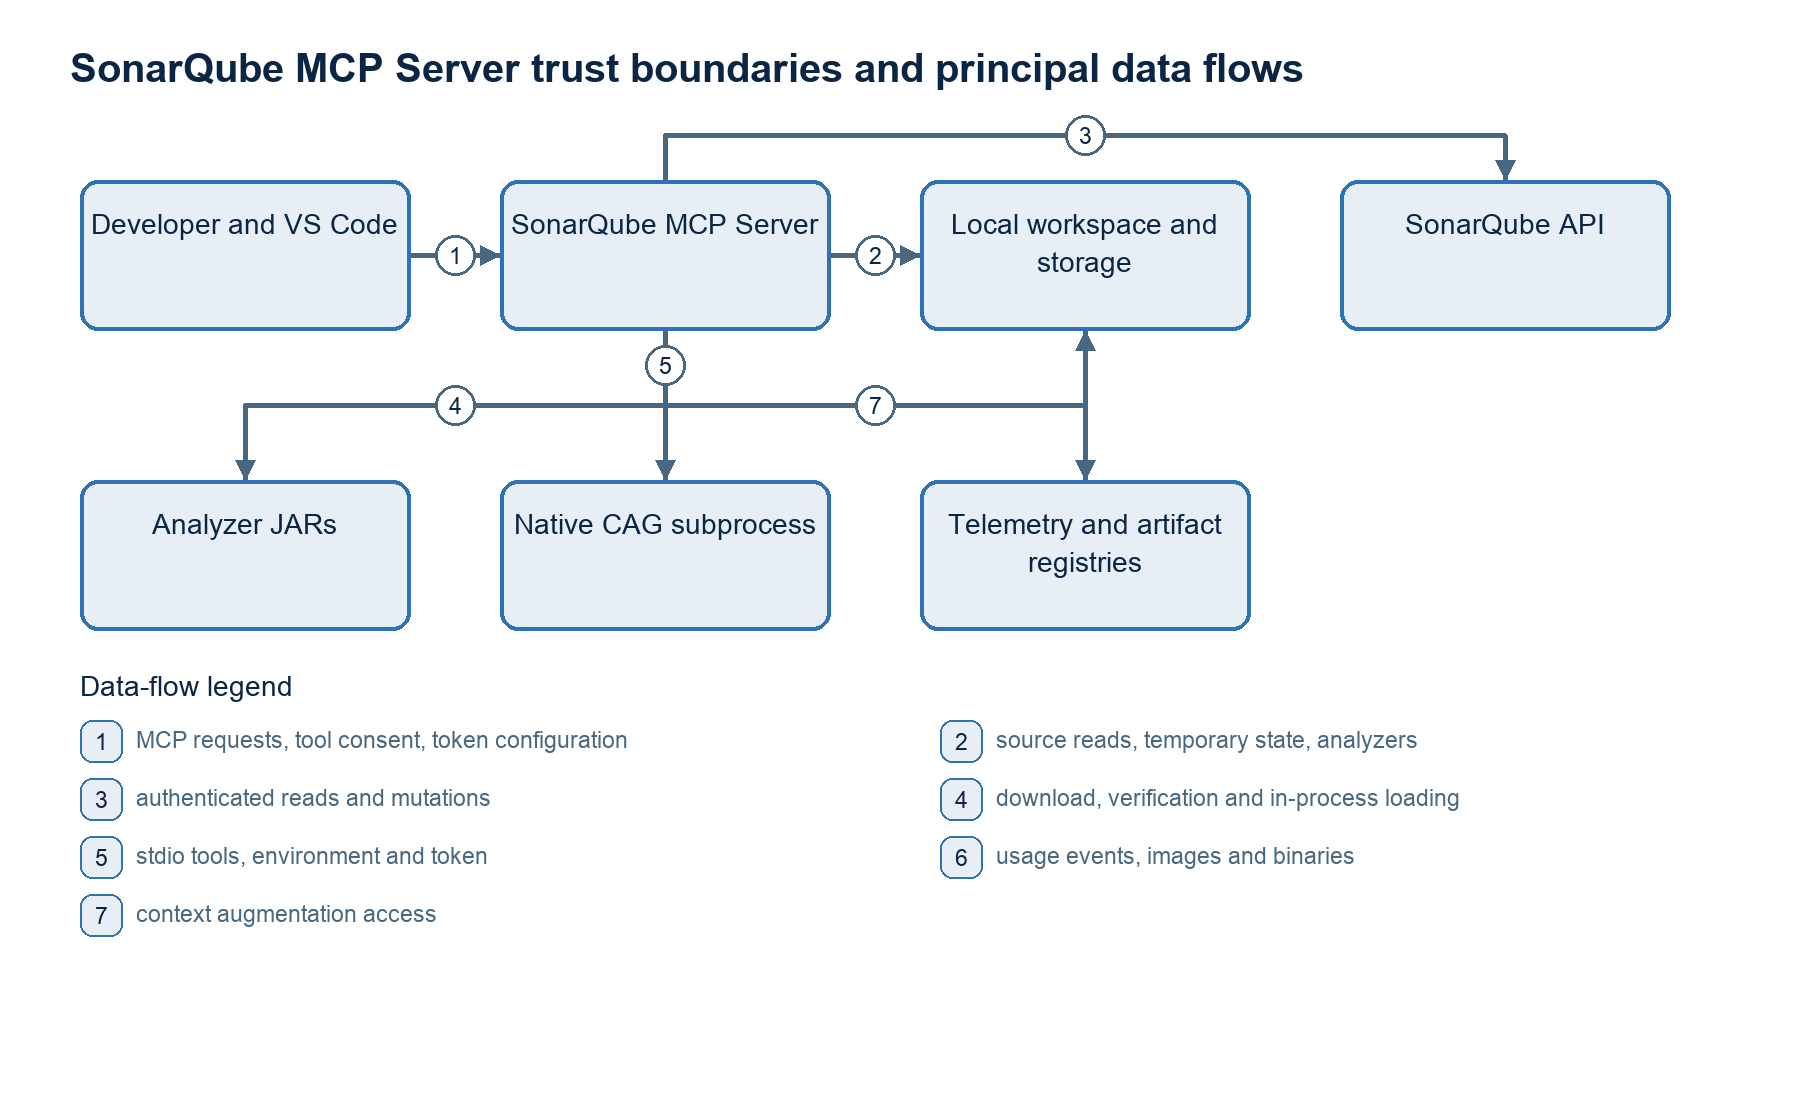 SonarQube MCP Server trust boundaries and principal data flows
3
Developer and VS Code
1
SonarQube MCP Server
2
Local workspace and
storage
SonarQube API
5
4
7
Analyzer JARs
Native CAG subprocess
Telemetry and artifact
registries
Data-flow legend
1 MCP requests, tool consent, token configuration
2 source reads, temporary state, analyzers
3 authenticated reads and mutations
4 download, verification and in-process loading
5 stdio tools, environment and token
6 usage events, images and binaries
7 context augmentation access